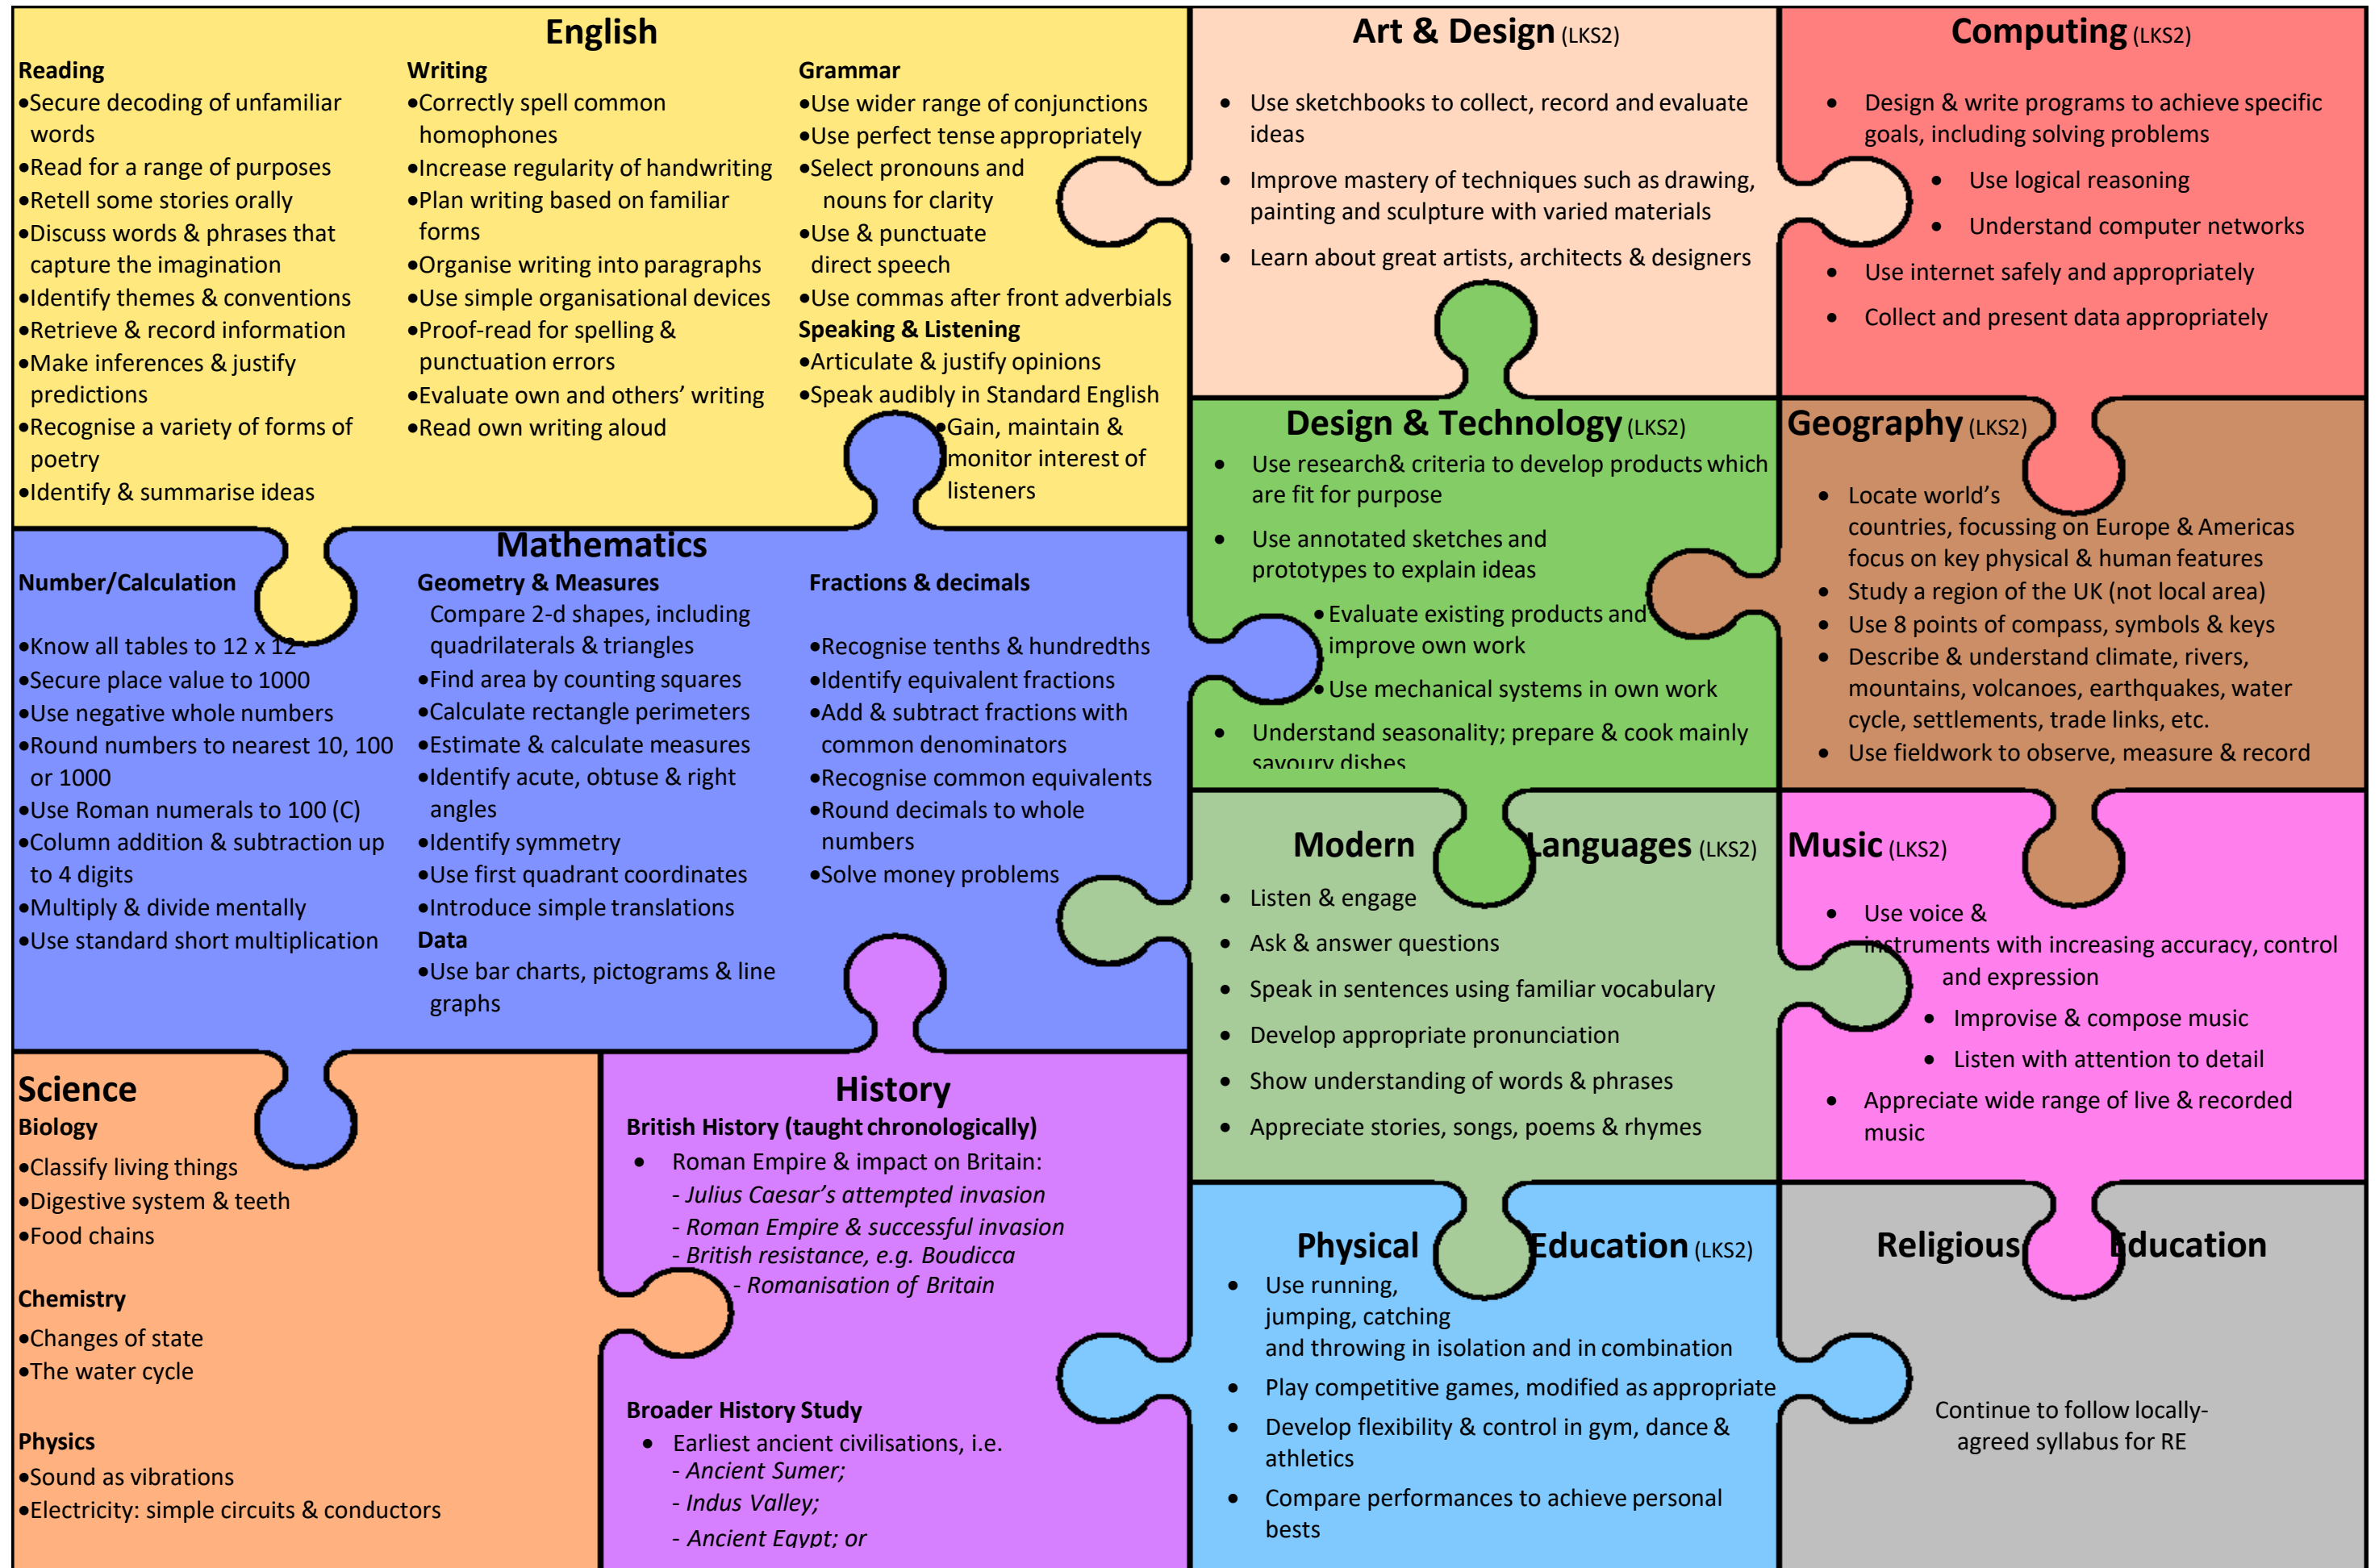 English
Reading
•Secure decoding of unfamiliar
words
•Read for a range of purposes
•Retell some stories orally
•Discuss words & phrases that
capture the imagination
•Identify themes & conventions
•Retrieve & record information
•Make inferences & justify
predictions
•Recognise a variety of forms of
poetry
•Identify & summarise ideas
Writing
•Correctly spell common
homophones
•Increase regularity of handwriting
•Plan writing based on familiar
forms
•Organise writing into paragraphs
•Use simple organisational devices
•Proof-read for spelling &
punctuation errors
•Evaluate own and others’ writing
•Read own writing aloud
Grammar
•Use wider range of conjunctions
•Use perfect tense appropriately
•Select pronouns and
nouns for clarity
•Use & punctuate
direct speech
•Use commas after front adverbials
Speaking & Listening
•Articulate & justify opinions
•Speak audibly in Standard English
•Gain, maintain &
monitor interest of
listeners
Art & Design (LKS2)
• Use sketchbooks to collect, record and evaluate
ideas
• Improve mastery of techniques such as drawing,
painting and sculpture with varied materials
• Learn about great artists, architects & designers
Computing (LKS2)
• Design & write programs to achieve specific
goals, including solving problems
• Use logical reasoning
• Understand computer networks
• Use internet safely and appropriately
• Collect and present data appropriately
Design & Technology (LKS2)
• Use research& criteria to develop products which
are fit for purpose
• Use annotated sketches and
prototypes to explain ideas
•Evaluate existing products and
improve own work
•Use mechanical systems in own work
• Understand seasonality; prepare & cook mainly
savoury dishes
Geography (LKS2)
• Locate world’s
countries, focussing on Europe & Americas
focus on key physical & human features
• Study a region of the UK (not local area)
• Use 8 points of compass, symbols & keys
• Describe & understand climate, rivers,
mountains, volcanoes, earthquakes, water
cycle, settlements, trade links, etc.
• Use fieldwork to observe, measure & record
Mathematics
Number/Calculation
•Know all tables to 12 x 12
•Secure place value to 1000
•Use negative whole numbers
•Round numbers to nearest 10, 100
or 1000
•Use Roman numerals to 100 (C)
•Column addition & subtraction up
to 4 digits
•Multiply & divide mentally
•Use standard short multiplication
Geometry & Measures
Compare 2-d shapes, including
quadrilaterals & triangles
•Find area by counting squares
•Calculate rectangle perimeters
•Estimate & calculate measures
•Identify acute, obtuse & right
angles
•Identify symmetry
•Use first quadrant coordinates
•Introduce simple translations
Data
•Use bar charts, pictograms & line
graphs
Fractions & decimals
•Recognise tenths & hundredths
•Identify equivalent fractions
•Add & subtract fractions with
common denominators
•Recognise common equivalents
•Round decimals to whole
numbers
•Solve money problems
Modern Languages (LKS2)
• Listen & engage
• Ask & answer questions
• Speak in sentences using familiar vocabulary
• Develop appropriate pronunciation
• Show understanding of words & phrases
• Appreciate stories, songs, poems & rhymes
Music (LKS2)
• Use voice &
instruments with increasing accuracy, control
and expression
• Improvise & compose music
• Listen with attention to detail
• Appreciate wide range of live & recorded
music
Science
Biology
•Classify living things
•Digestive system & teeth
•Food chains
Chemistry
•Changes of state
•The water cycle
Physics
•Sound as vibrations
•Electricity: simple circuits & conductors
History
British History (taught chronologically)
• Roman Empire & impact on Britain:
- Julius Caesar’s attempted invasion
- Roman Empire & successful invasion
- British resistance, e.g. Boudicca
- Romanisation of Britain
Broader History Study
• Earliest ancient civilisations, i.e.
- Ancient Sumer;
- Indus Valley;
- Ancient Egypt; or
Physical Education (LKS2)
• Use running,
jumping, catching
and throwing in isolation and in combination
• Play competitive games, modified as appropriate
• Develop flexibility & control in gym, dance &
athletics
• Compare performances to achieve personal
bests
Religious Education
Continue to follow locally-
agreed syllabus for RE